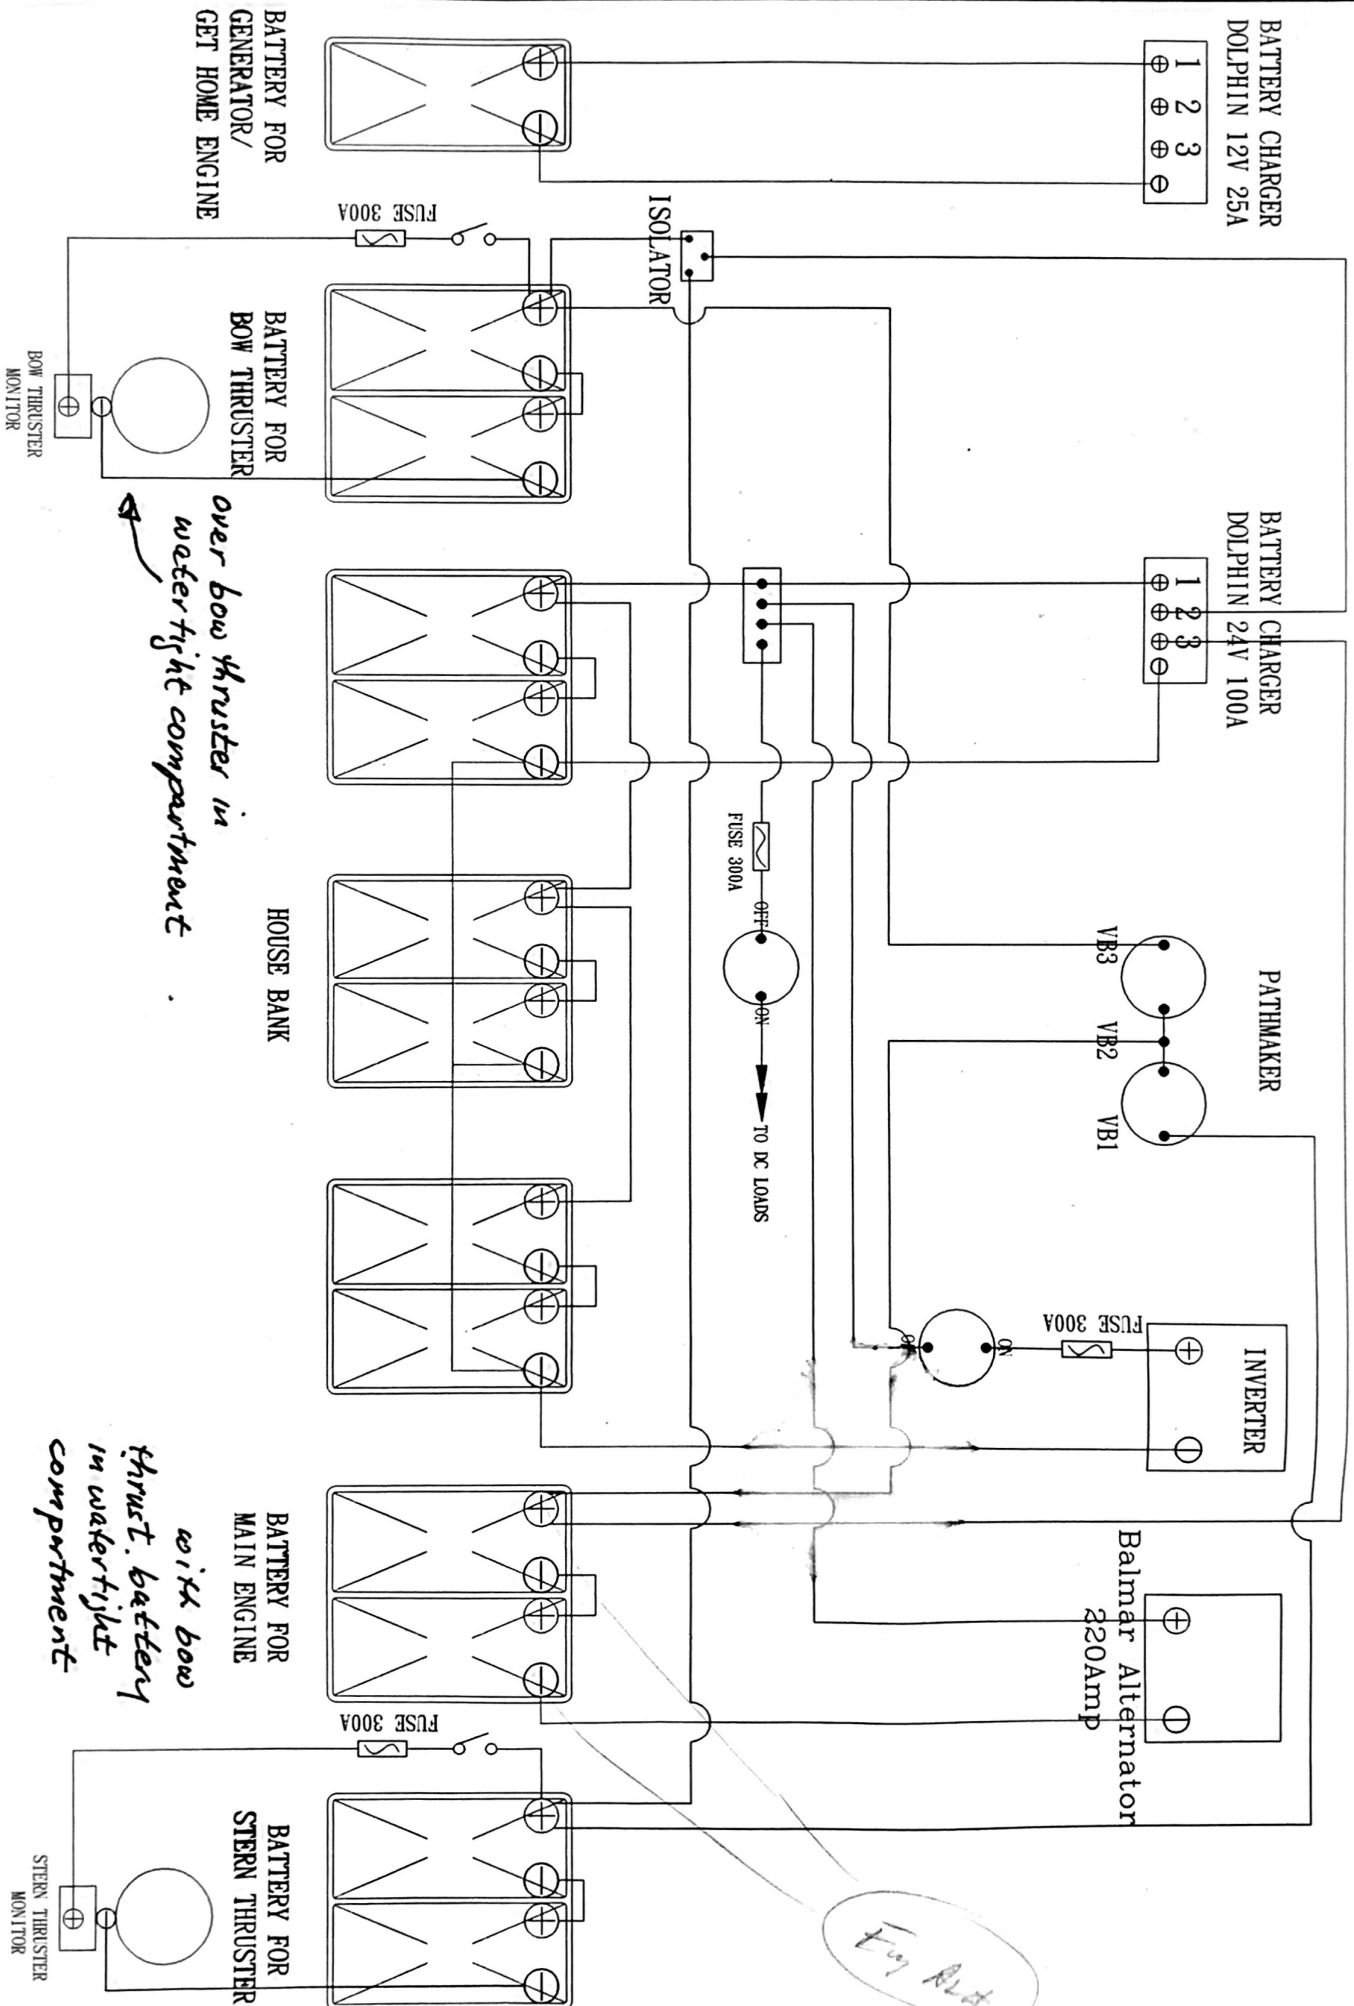 BATTERY CHARGER
DOLPHIN 12V 25A
1 2 3
BATTERY CHARGER
DOLPHIN 24V 100A
1 2 3
PATHMAKER
VB3
VB2
VB1
INVERTER
FUSE 300A
ON
Balmar Alternator
220Amp
ISOLATOR
FUSE 300A
OFF
ON
TO DC LOADS
BATTERY FOR
GENERATOR/
GET HOME ENGINE
FUSE 300A
BATTERY FOR
BOW THRUSTER
BOW THRUSTER
MONITOR
over bow thruster in
watertight compartment
HOUSE BANK
BATTERY FOR
MAIN ENGINE
with bow
thrust. battery
in watertight
compartment
FUSE 300A
BATTERY FOR
STERN THRUSTER
STERN THRUSTER
MONITOR
Eng